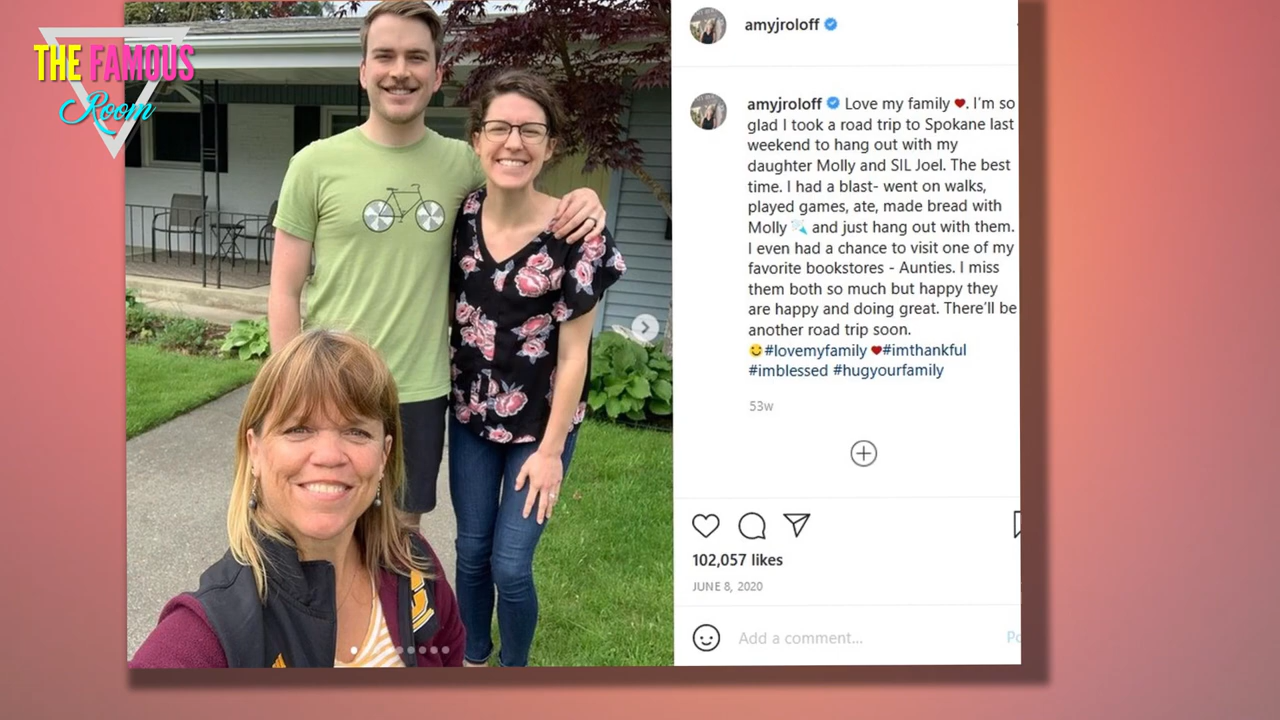 THE FAMOUS
Room
amyjroloff
amyjroloff Love my family ❤. I'm so
glad I took a road trip to Spokane last
weekend to hang out with my
daughter Molly and SIL Joel. The best
time. I had a blast- went on walks,
played games, ate, made bread with
Molly and just hang out with them.
I even had a chance to visit one of my
favorite bookstores - Aunties. I miss
them both so much but happy they
are happy and doing great. There'll be
another road trip soon.
#lovemyfamily ❤#imthankful
#imblessed #hugyourfamily
53w
102,057 likes
JUNE 8, 2020
Add a comment...